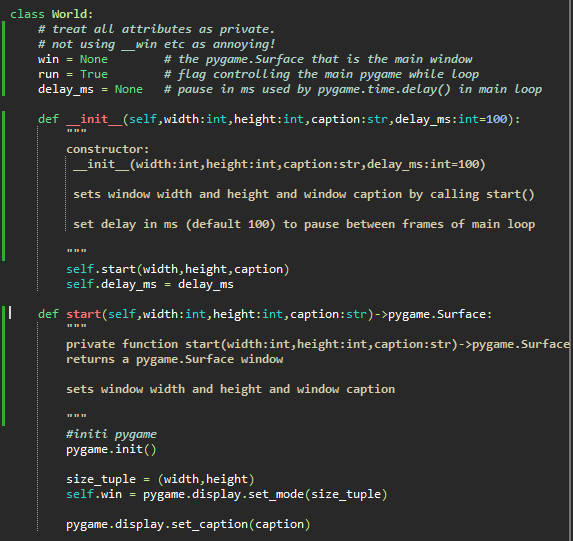 class World:
# treat all attributes as private.
# not using __win etc as annoying!
win = None # the pygame.Surface that is the main window
run = True # flag controlling the main pygame while loop
delay_ms = None # pause in ms used by pygame.time.delay() in main loop
def __init__(self,width:int,height:int,caption:str,delay_ms:int=100):
"""
constructor:
__init__(width:int,height:int,caption:str,delay_ms:int=100)
sets window width and height and window caption by calling start()
set delay in ms (default 100) to pause between frames of main loop
"""
self.start(width,height,caption)
self.delay_ms = delay_ms
def start(self,width:int,height:int,caption:str)->pygame.Surface:
"""
private function start(width:int,height:int,caption:str)->pygame.Surface
returns a pygame.Surface window
sets window width and height and window caption
"""
#initi pygame
pygame.init()
size_tuple = (width,height)
self.win = pygame.display.set_mode(size_tuple)
pygame.display.set_caption(caption)